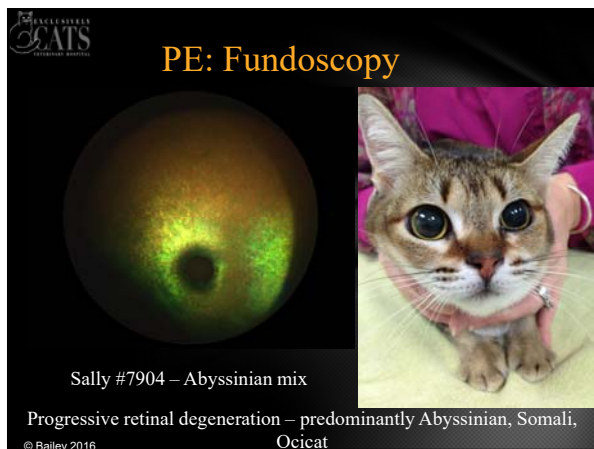 EXCLUSIVELY
CATS
VETERINARY HOSPITAL
PE: Fundoscopy
Sally #7904 – Abyssinian mix
Progressive retinal degeneration – predominantly Abyssinian, Somali,
Ocicat
© Bailey 2016